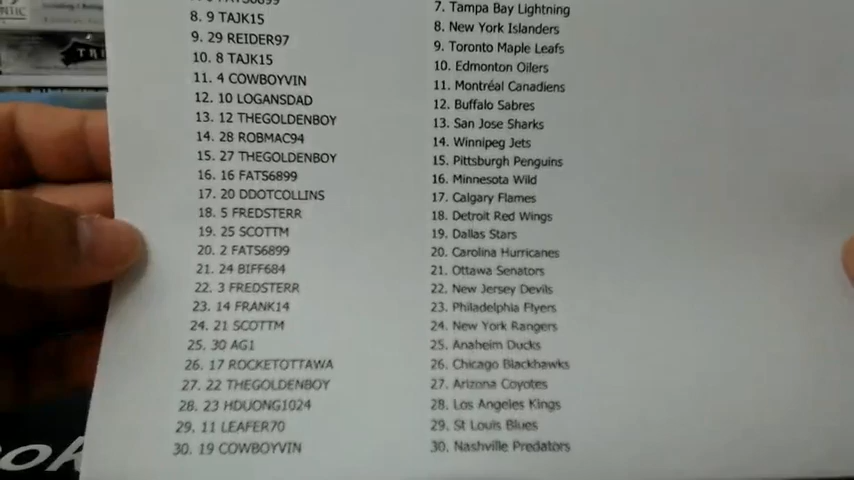 8. 9 TAJK15
9. 29 REIDER97
10. 8 TAJK15
11. 4 COWBOYVIN
12. 10 LOGANSDAD
13. 12 THEGOLDENBOY
14. 28 ROBMAC94
15. 27 THEGOLDENBOY
16. 16 FATS6899
17. 20 DDOTCOLLINS
18. 5 FREDSTERR
19. 25 SCOTTM
20. 2 FATS6899
21. 24 BIFF684
22. 3 FREDSTERR
23. 14 FRANK14
24. 21 SCOTTM
25. 30 AG1
26. 17 ROCKETOTTAWA
27. 22 THEGOLDENBOY
28. 23 HDUONG1024
29. 11 LEAFER70
30. 19 COWBOYVIN
7. Tampa Bay Lightning
8. New York Islanders
9. Toronto Maple Leafs
10. Edmonton Oilers
11. Montréal Canadiens
12. Buffalo Sabres
13. San Jose Sharks
14. Winnipeg Jets
15. Pittsburgh Penguins
16. Minnesota Wild
17. Calgary Flames
18. Detroit Red Wings
19. Dallas Stars
20. Carolina Hurricanes
21. Ottawa Senators
22. New Jersey Devils
23. Philadelphia Flyers
24. New York Rangers
25. Anaheim Ducks
26. Chicago Blackhawks
27. Arizona Coyotes
28. Los Angeles Kings
29. St Louis Blues
30. Nashville Predators